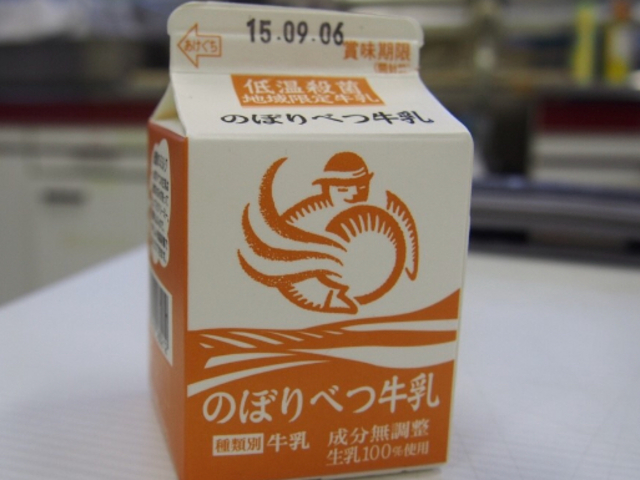 15.09.06
あけぐち
賞味期限
低温殺菌
地域限定牛乳
のぼりべつ牛乳
のぼりべつ牛乳
種類別 牛乳
成分無調整
生乳100%使用